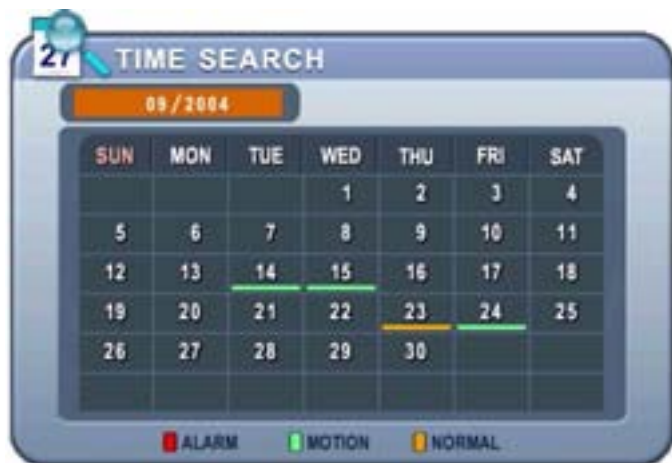 27
TIME SEARCH
09/2004
SUN MON TUE WED THU FRI SAT
1 2 3 4
5 6 7 8 9 10 11
12 13 14 15 16 17 18
19 20 21 22 23 24 25
26 27 28 29 30
ALARM MOTION NORMAL